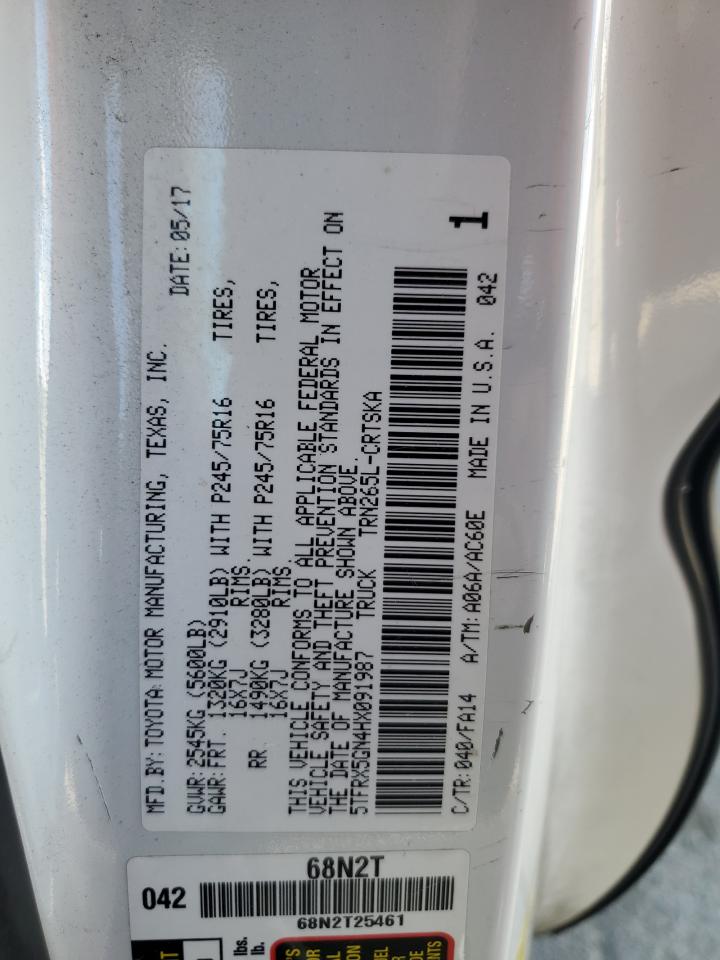 MFD. BY: TOYOTA MOTOR MANUFACTURING, TEXAS, INC.
DATE: 05/17
GVWR: 2545KG (5600LB)
GAWR: FRT. 1320KG (2910LB) WITH P245/75R16 TIRES,
16X7J RIMS.
RR. 1490KG (3280LB) WITH P245/75R16 TIRES,
16X7J RIMS.
THIS VEHICLE CONFORMS TO ALL APPLICABLE FEDERAL MOTOR
VEHICLE SAFETY AND THEFT PREVENTION STANDARDS IN EFFECT ON
THE DATE OF MANUFACTURE SHOWN ABOVE.
5TFRX5GN4HX091987 TRUCK TRN265L-CRTSKA
C/TR: 040/FA14 A/TM: A06A/AC60E MADE IN U.S.A. 042
1
68N2T
042
68N2T25461
lbs.
lb.